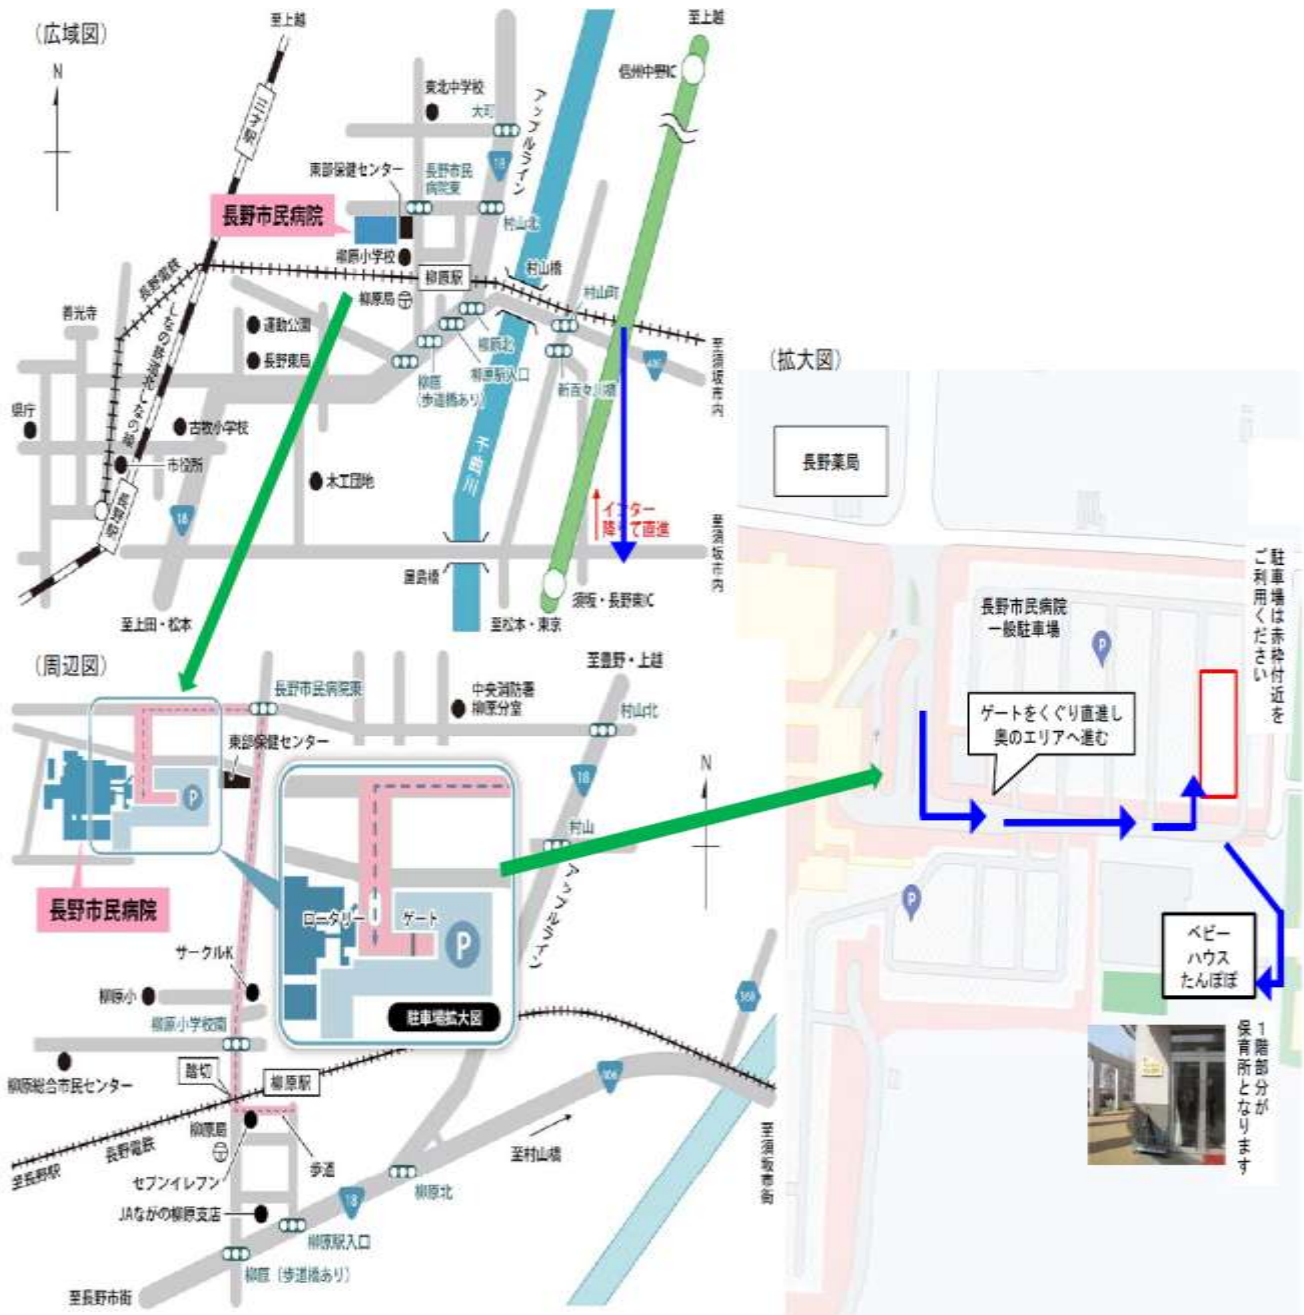 (広域図)
至上越
N
三才駅
東北中学校
大町
アップルライン
至上越
信州中野IC
18
東部保健センター
長野市民
病院東
長野市民病院
村山北
柳原小学校
柳原駅
村山橋
村山町
長野電鉄
柳原局
善光寺
しなの鉄道北しなの線
運動公園
長野東局
柳原北
柳原駅入口
柳原
(歩道橋あり)
新百々川橋
至須坂市内
県庁
古牧小学校
市役所
木工団地
千曲川
長野駅
18
インター
降りて直進
至須坂市内
屋島橋
須坂・長野東IC
至上田・松本
至松本・東京
(周辺図)
至豊野・上越
長野市民病院東
中央消防署
柳原分室
村山北
東部保健センター
P
18
N
村山
アップルライン
長野市民病院
ロータリー
ゲート
P
駐車場拡大図
サークルK
柳原小
柳原小学校南
踏切
柳原駅
柳原総合市民センター
柳原局
長野電鉄
至長野駅
セブンイレブン
歩道
至村山橋
至須坂市街
JAながの柳原支店
18
柳原北
柳原駅入口
柳原(歩道橋あり)
至長野市街
(拡大図)
長野薬局
長野市民病院
一般駐車場
P
駐車場は赤枠付近を
ご利用ください
ゲートをくぐり直進し
奥のエリアへ進む
P
ベビー
ハウス
たんぽぽ
1階部分が
保育所となります